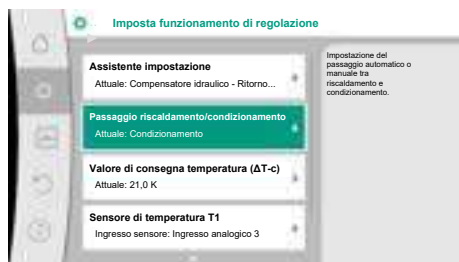 Imposta funzionamento di regolazione
Assistente impostazione
Attuale: Compensatore idraulico - Ritorno...
Passaggio riscaldamento/condizionamento
Attuale: Condizionamento
Valore di consegna temperatura (ΔT-c)
Attuale: 21,0 K
Sensore di temperatura T1
Ingresso sensore: Ingresso analogico 3
Impostazione del
passaggio automatico o
manuale tra
riscaldamento e
condizionamento.